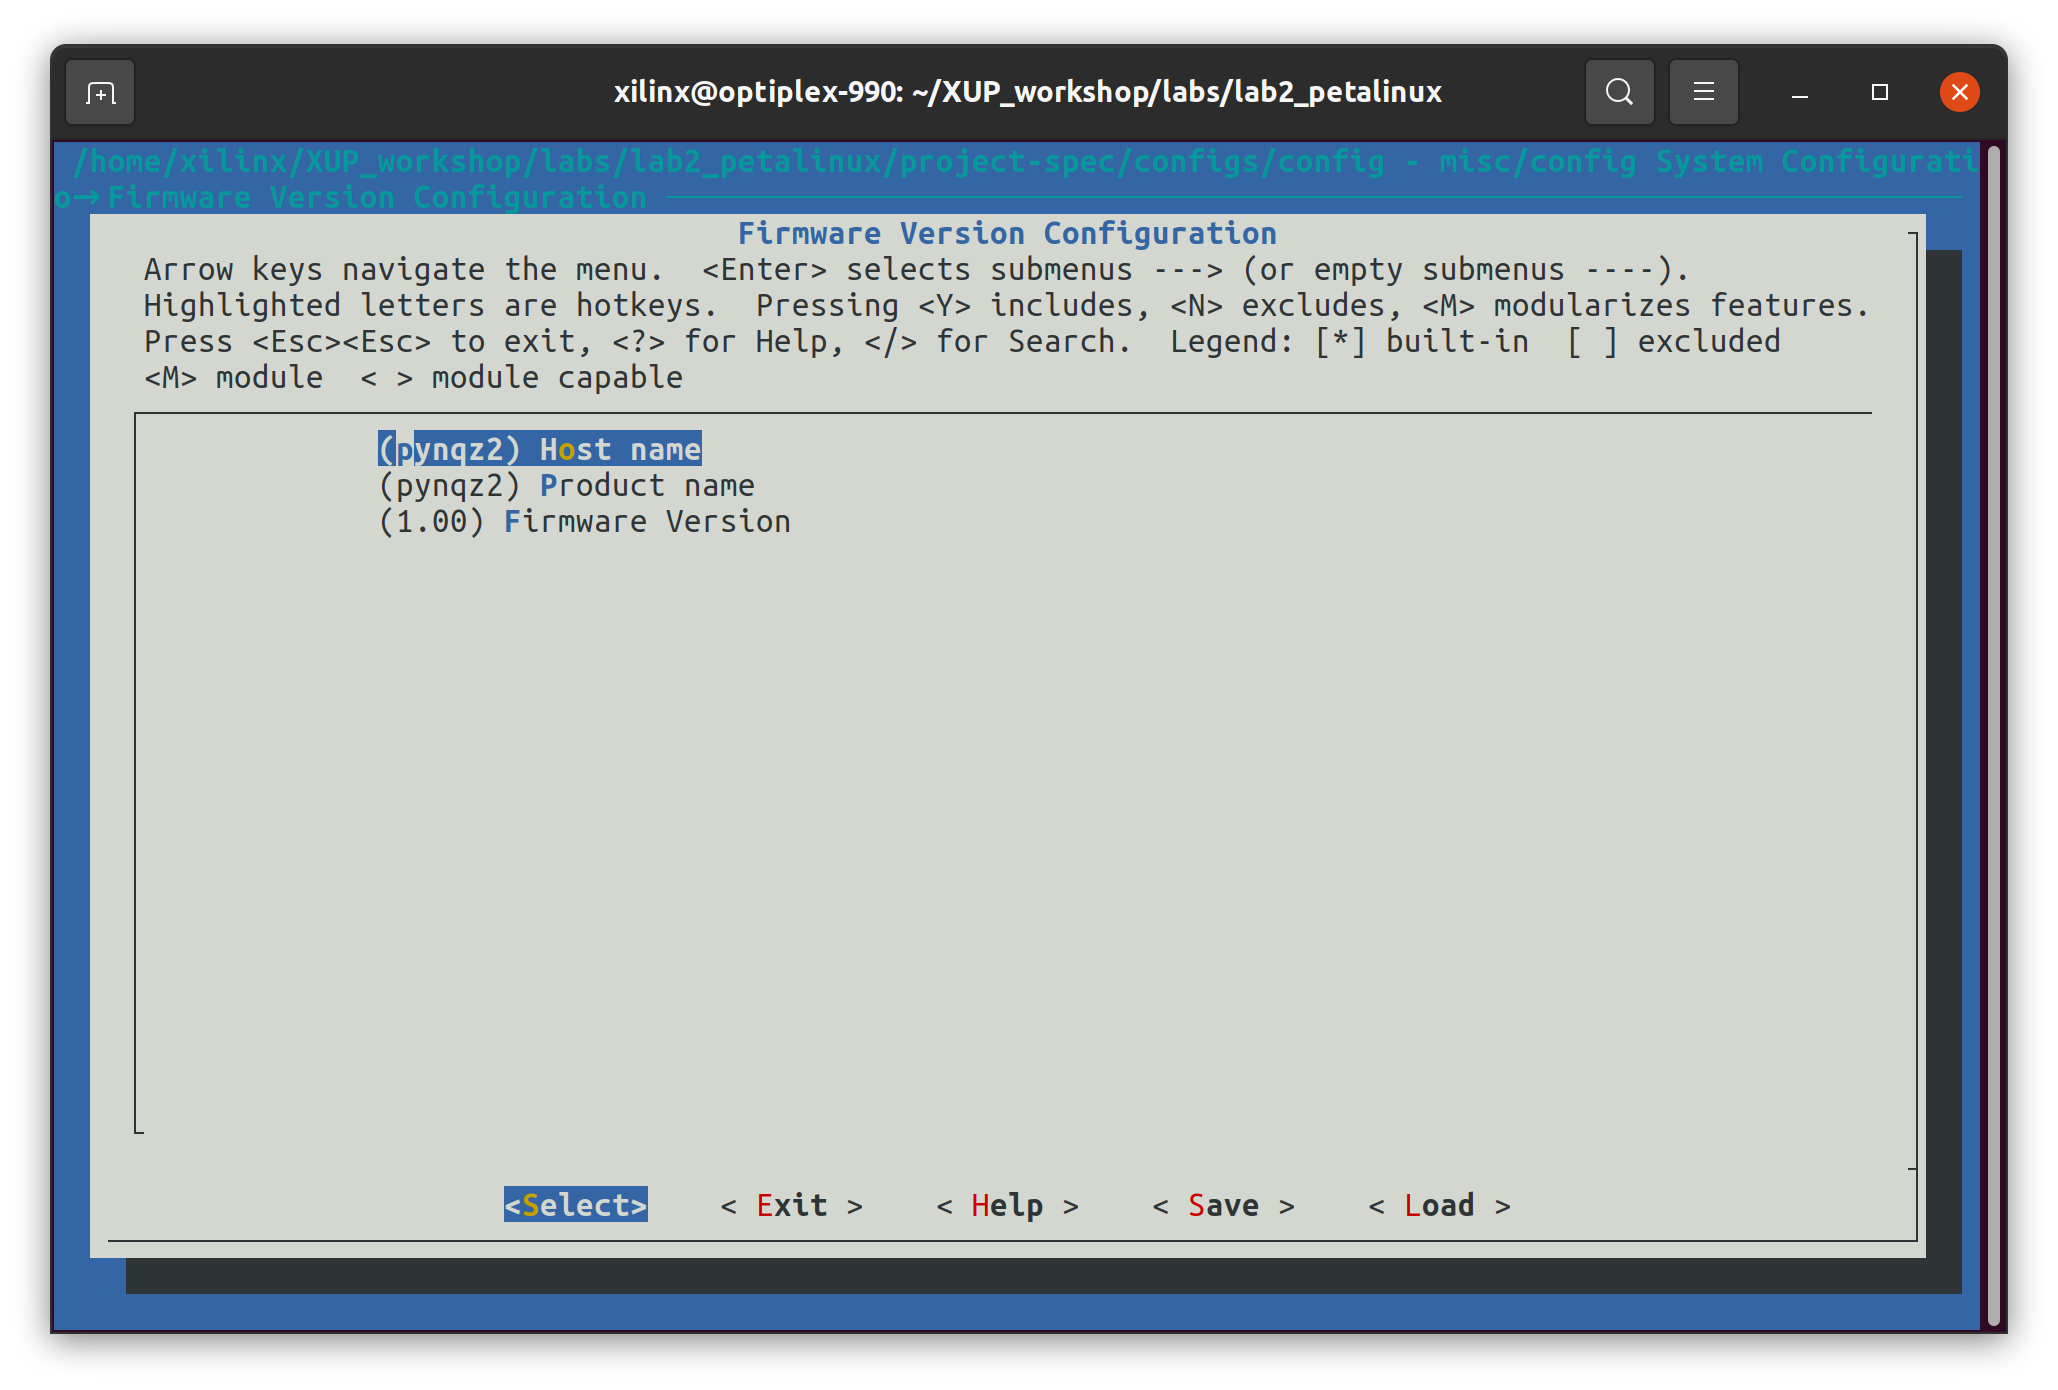 xilinx@optiplex-990: ~/XUP_workshop/labs/lab2_petalinux
/home/xilinx/XUP_workshop/labs/lab2_petalinux/project-spec/configs/config - misc/config System Configurati
o→ Firmware Version Configuration
Firmware Version Configuration
Arrow keys navigate the menu.  <Enter> selects submenus ---> (or empty submenus ----).
Highlighted letters are hotkeys.  Pressing <Y> includes, <N> excludes, <M> modularizes features.
Press <Esc><Esc> to exit, <?> for Help, </> for Search.  Legend: [*] built-in  [ ] excluded
<M> module  < > module capable
(pynqz2) Host name
(pynqz2) Product name
(1.00) Firmware Version
<Select>    < Exit >    < Help >    < Save >    < Load >